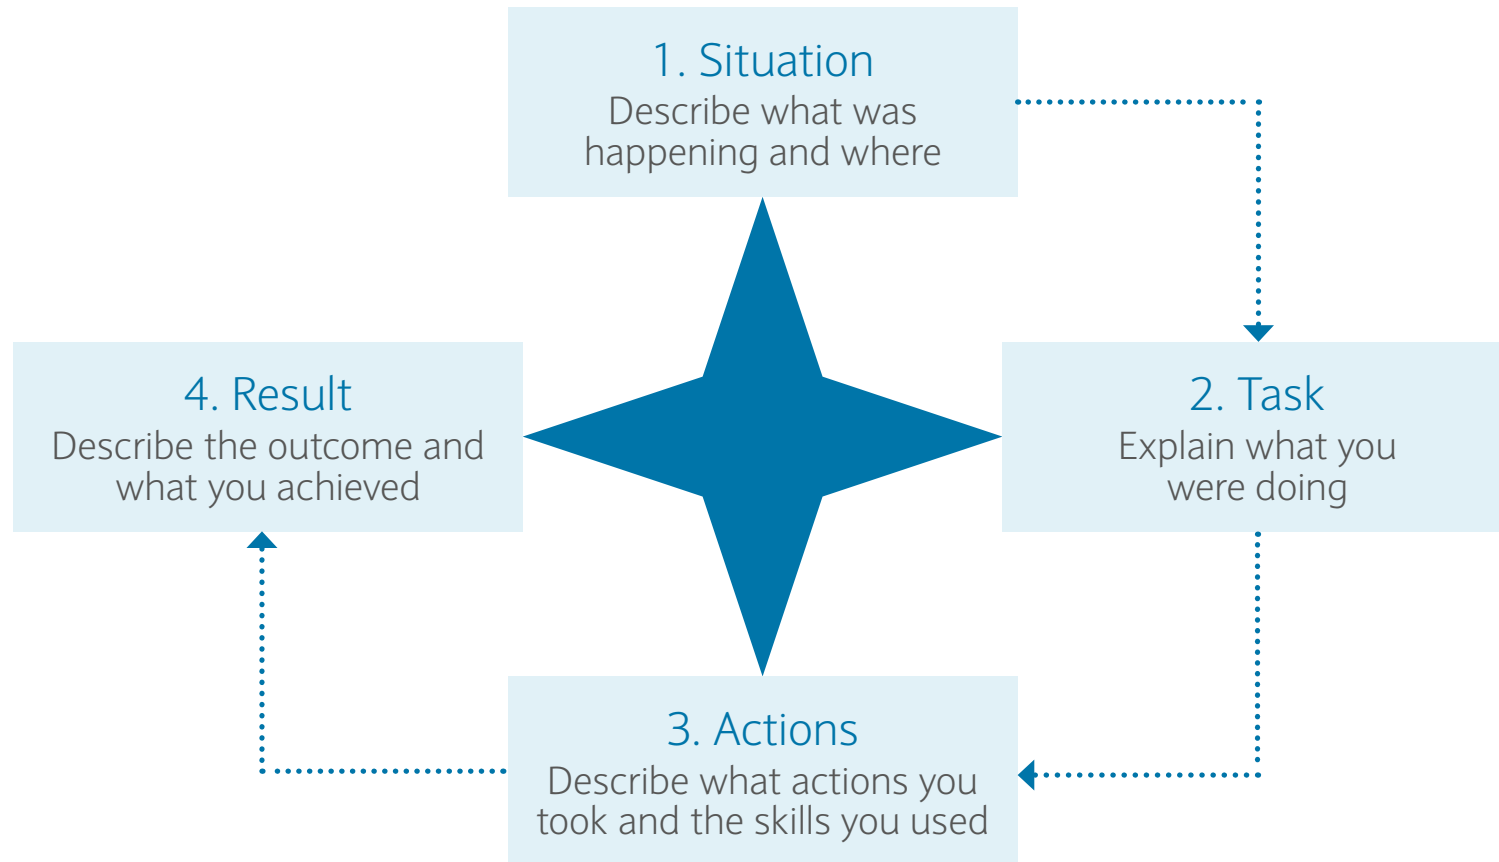 1. Situation
Describe what was
happening and where
2. Task
Explain what you
were doing
3. Actions
Describe what actions you
took and the skills you used
4. Result
Describe the outcome and
what you achieved